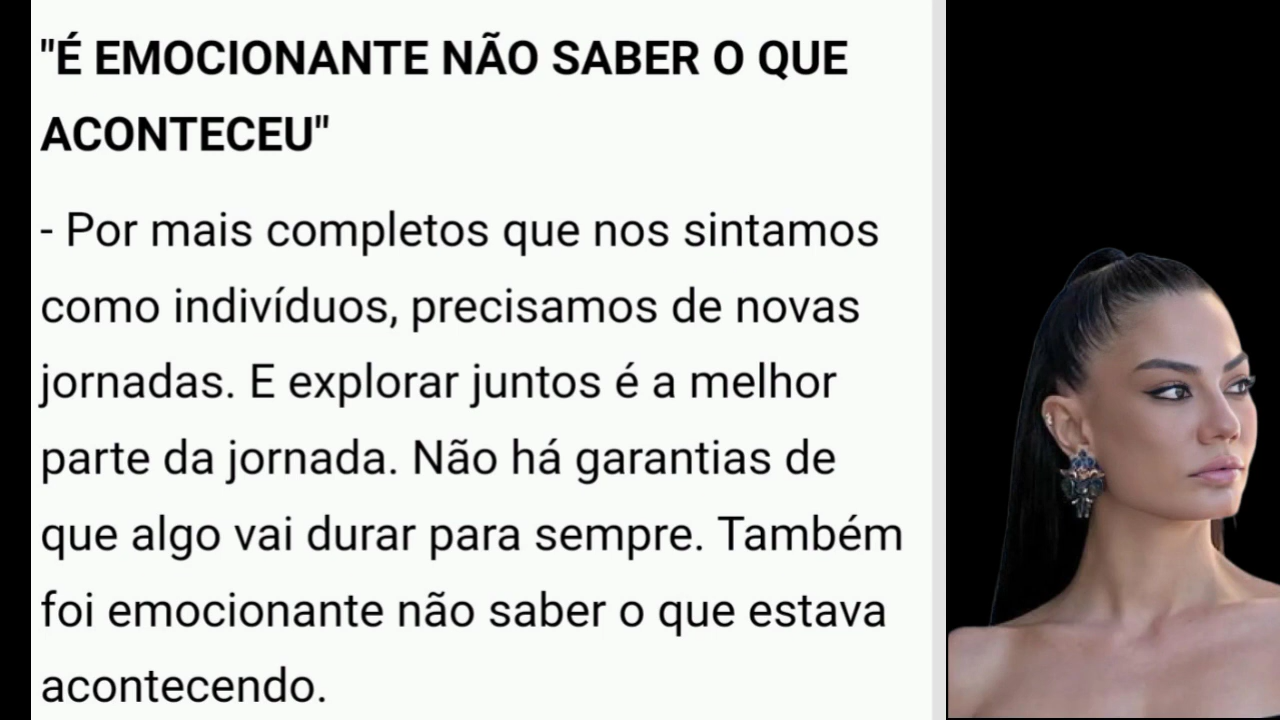 "É EMOCIONANTE NÃO SABER O QUE
ACONTECEU"
- Por mais completos que nos sintamos
como indivíduos, precisamos de novas
jornadas. E explorar juntos é a melhor
parte da jornada. Não há garantias de
que algo vai durar para sempre. Também
foi emocionante não saber o que estava
acontecendo.